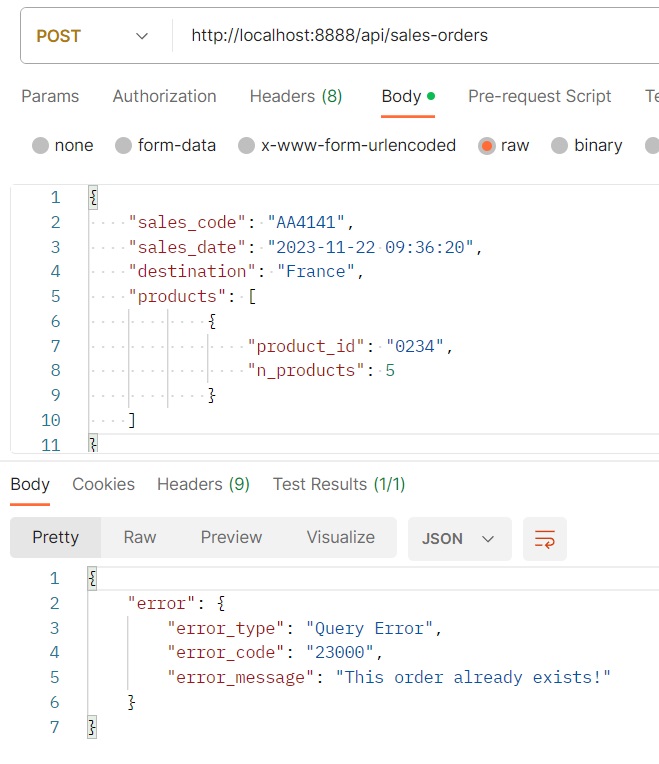 POST http://localhost:8888/api/sales-orders
Params Authorization Headers (8) Body Pre-request Script Te
none form-data x-www-form-urlencoded raw binary
1 {
2 "sales_code": "AA4141",
3 "sales_date": "2023-11-22 09:36:20",
4 "destination": "France",
5 "products": [
6 {
7 "product_id": "0234",
8 "n_products": 5
9 }
10 ]
11 }
Body Cookies Headers (9) Test Results (1/1)
Pretty Raw Preview Visualize JSON
1 {
2 "error": {
3 "error_type": "Query Error",
4 "error_code": "23000",
5 "error_message": "This order already exists!"
6 }
7 }